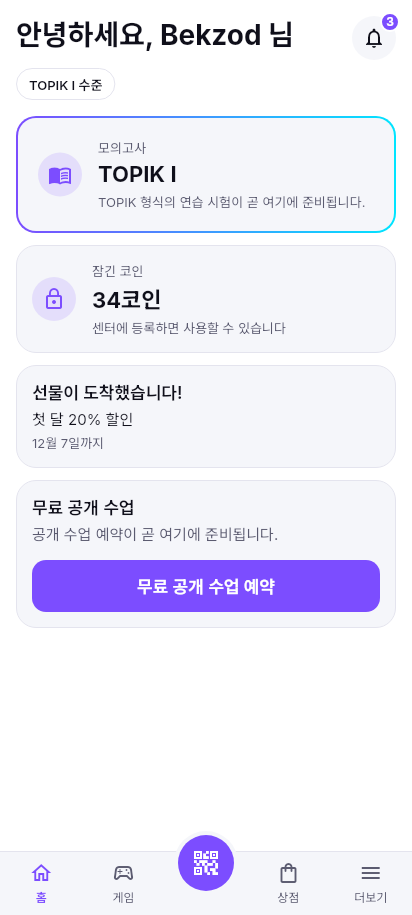 안녕하세요, Bekzod 님
3
TOPIK I 수준
모의고사
TOPIK I
TOPIK 형식의 연습 시험이 곧 여기에 준비됩니다.
잠긴 코인
34코인
센터에 등록하면 사용할 수 있습니다
선물이 도착했습니다!
첫 달 20% 할인
12월 7일까지
무료 공개 수업
공개 수업 예약이 곧 여기에 준비됩니다.
무료 공개 수업 예약
홈
게임
상점
더보기